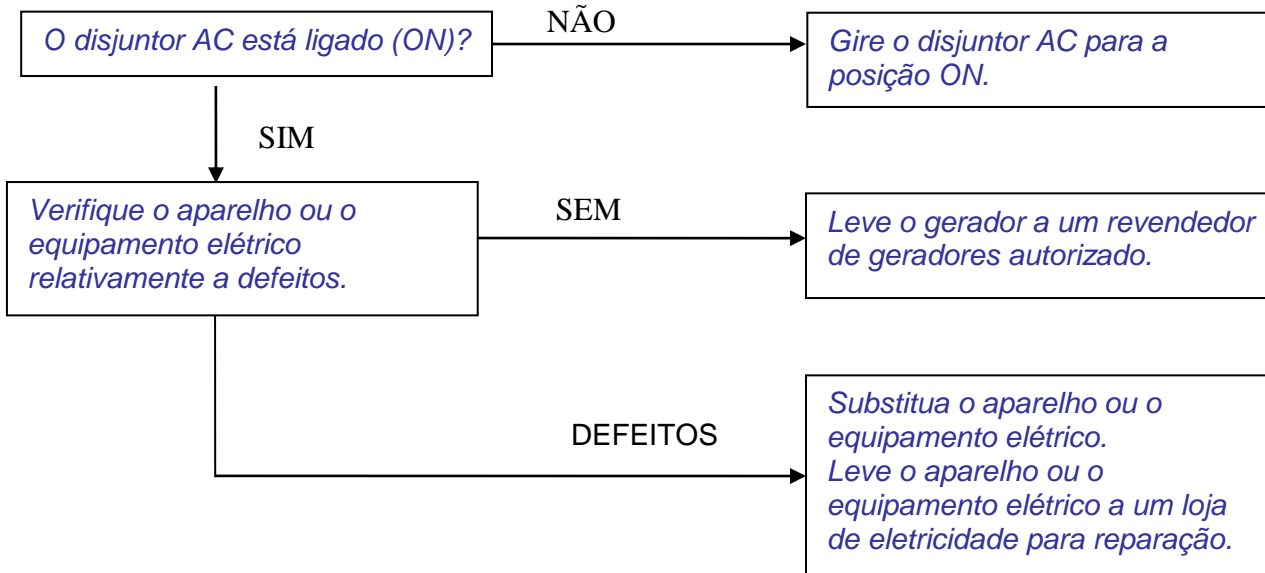 O disjuntor AC está ligado (ON)?
NÃO
Gire o disjuntor AC para a
posição ON.
SIM
Verifique o aparelho ou o
equipamento elétrico
relativamente a defeitos.
SEM
Leve o gerador a um revendedor
de geradores autorizado.
DEFEITOS
Substitua o aparelho ou o
equipamento elétrico.
Leve o aparelho ou o
equipamento elétrico a um loja
de eletricidade para reparação.